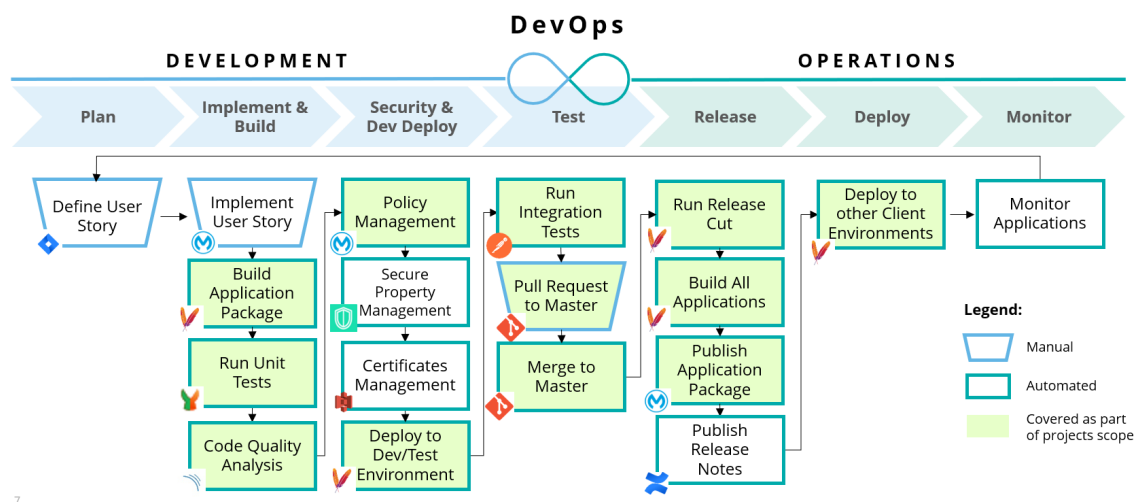 DevOps
DEVELOPMENT
OPERATIONS
Plan
Implement &
Build
Security &
Dev Deploy
Test
Release
Deploy
Monitor
Define User
Story
Implement
User Story
Build
Application
Package
Run Unit
Tests
Code Quality
Analysis
Policy
Management
Secure
Property
Management
Certificates
Management
Deploy to
Dev/Test
Environment
Run
Integration
Tests
Pull Request
to Master
Merge to
Master
Run Release
Cut
Build All
Applications
Publish
Application
Package
Publish
Release
Notes
Deploy to
other Client
Environments
Monitor
Applications
Legend:
Manual
Automated
Covered as part
of projects scope
7